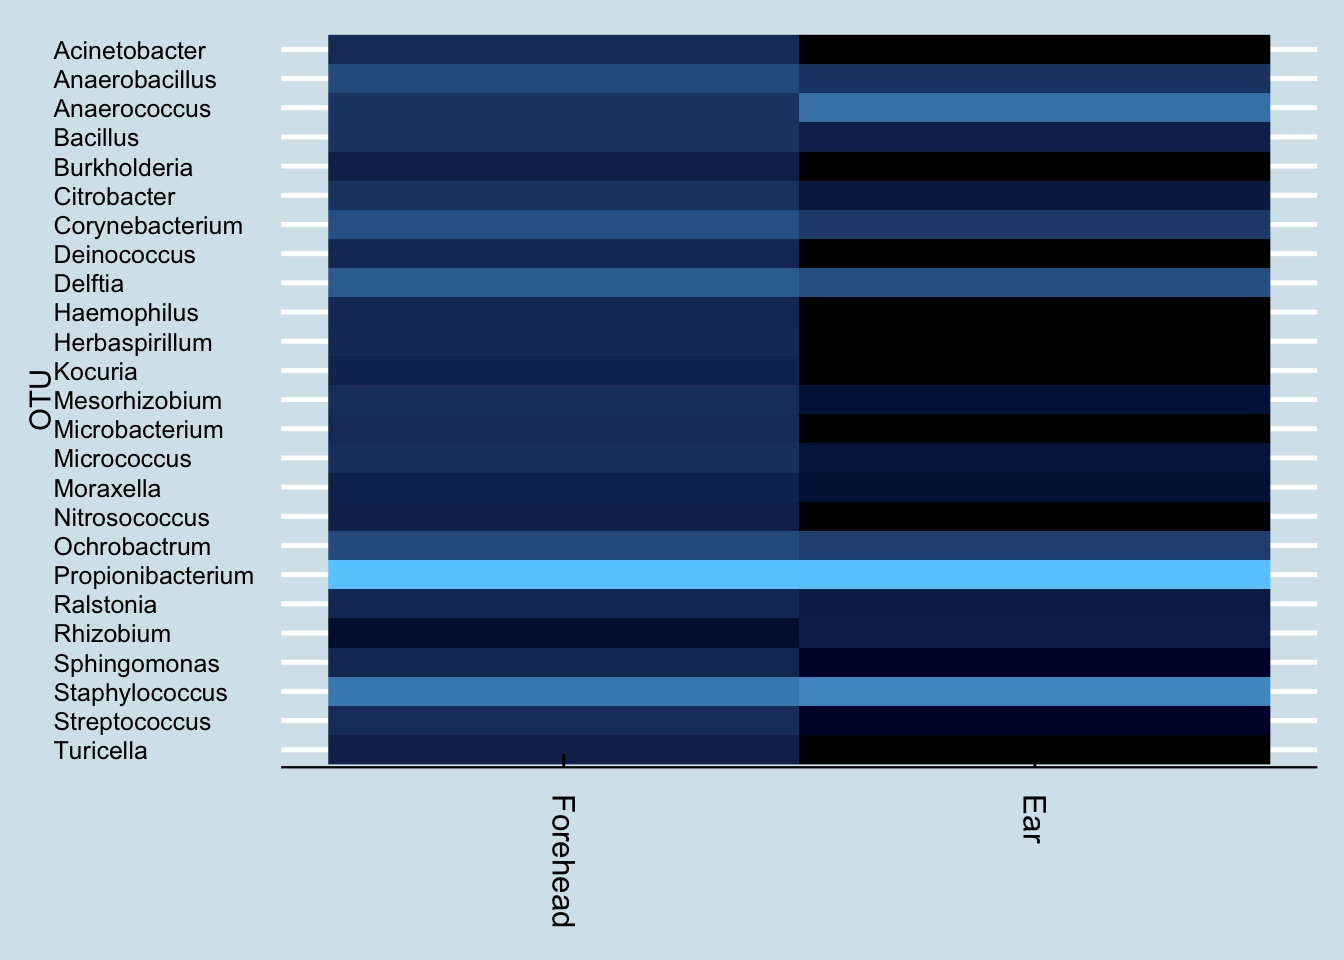 OTU
Acinetobacter
Anaerobacillus
Anaerococcus
Bacillus
Burkholderia
Citrobacter
Corynebacterium
Deinococcus
Delftia
Haemophilus
Herbaspirillum
Kocuria
Mesorhizobium
Microbacterium
Micrococcus
Moraxella
Nitrosococcus
Ochrobactrum
Propionibacterium
Ralstonia
Rhizobium
Sphingomonas
Staphylococcus
Streptococcus
Turicella
Forehead
Ear